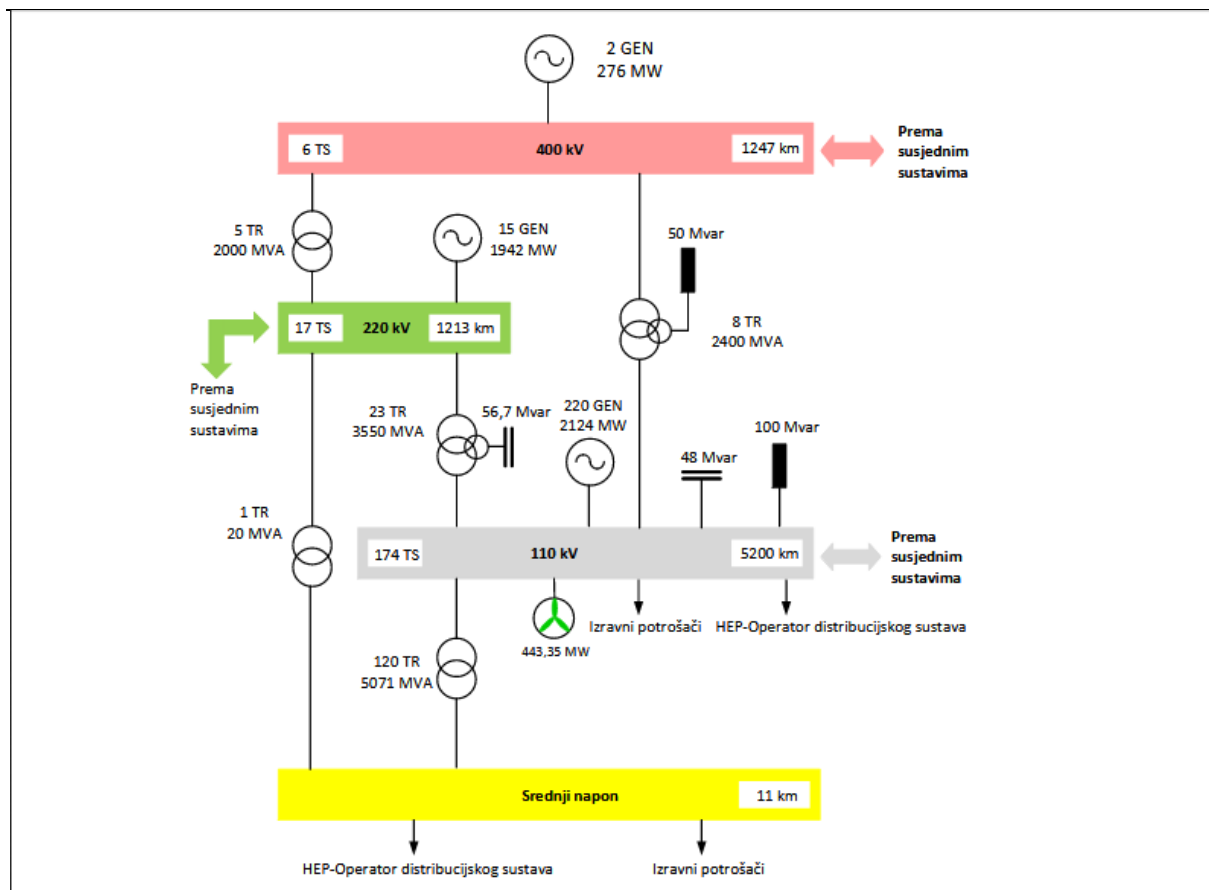 2 GEN
276 MW
6 TS
400 kV
1247 km
Prema
susjednim
sustavima
5 TR
2000 MVA
15 GEN
1942 MW
50 Mvar
17 TS
220 kV
1213 km
8 TR
2400 MVA
Prema
susjednim
sustavima
23 TR
3550 MVA
56,7 Mvar
220 GEN
2124 MW
48 Mvar
100 Mvar
1 TR
20 MVA
174 TS
110 kV
5200 km
Prema
susjednim
sustavima
Izravni potrošači
HEP-Operator distribucijskog sustava
443,35 MW
120 TR
5071 MVA
Srednji napon
11 km
HEP-Operator distribucijskog sustava
Izravni potrošači